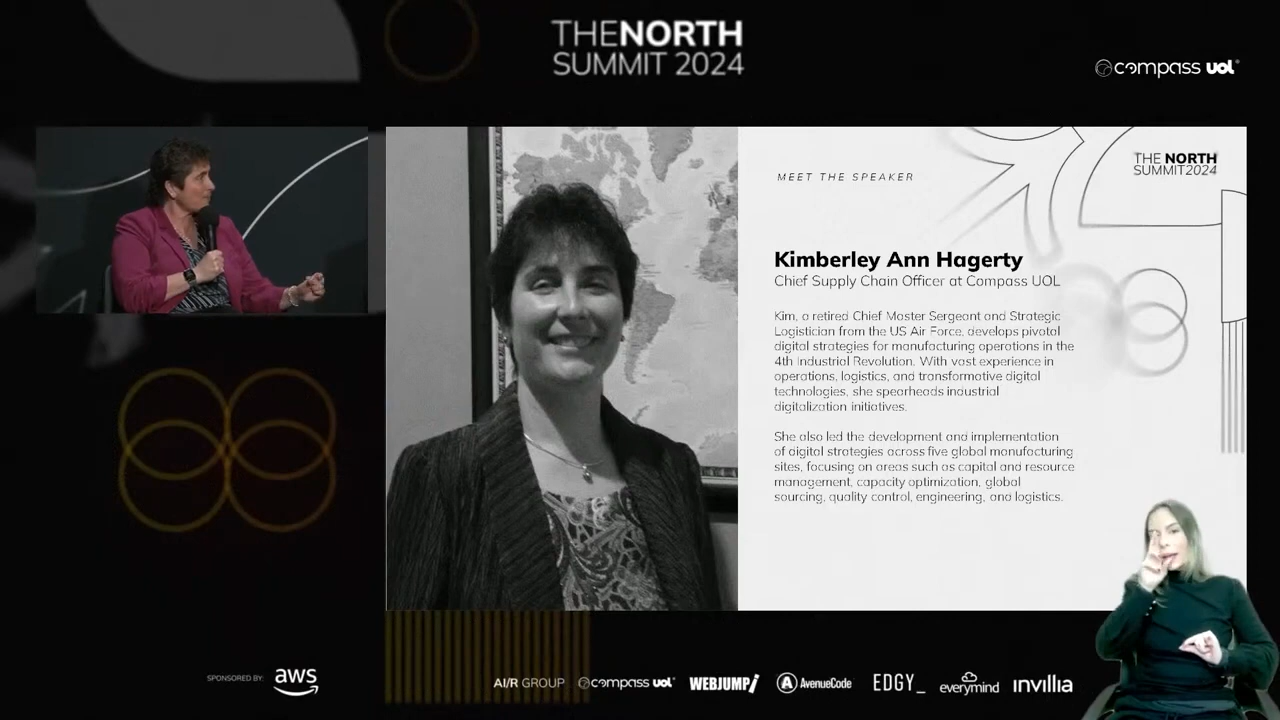 THENORTH
SUMMIT 2024
compass uol
MEET THE SPEAKER
THE NORTH
SUMMIT2024
Kimberley Ann Hagerty
Chief Supply Chain Officer at Compass UOL
Kim, a retired Chief Master Sergeant and Strategic
Logistician from the US Air Force, develops pivotal
digital strategies for manufacturing operations in the
4th Industrial Revolution. With vast experience in
operations, logistics, and transformative digital
technologies, she spearheads industrial
digitalization initiatives.
She also led the development and implementation
of digital strategies across five global manufacturing
sites, focusing on areas such as capital and resource
management, capacity optimization, global
sourcing, quality control, engineering, and logistics.
SPONSORED BY:
aws
AI/R GROUP
compass uol
WEBJUMP!
AvenueCode
EDGY_
everymind
invillia